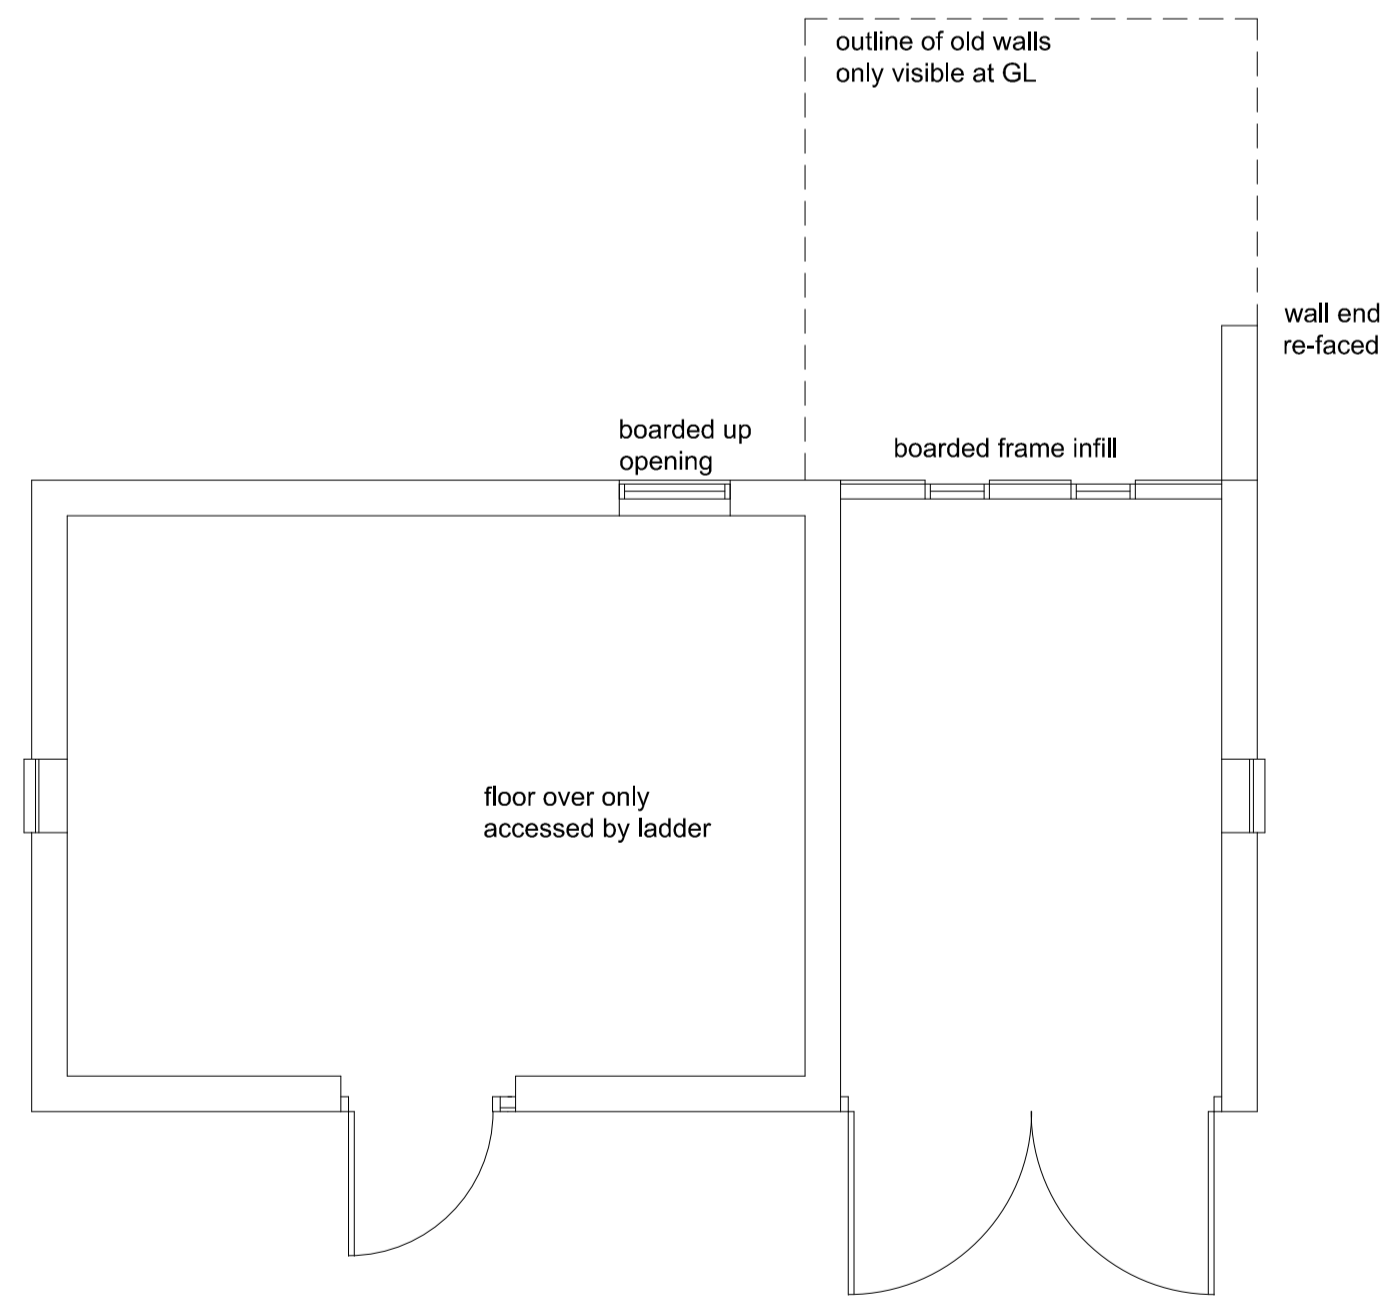 outline of old walls
only visible at GL
wall end
re-faced
boarded up
opening
boarded frame infill
floor over only
accessed by ladder